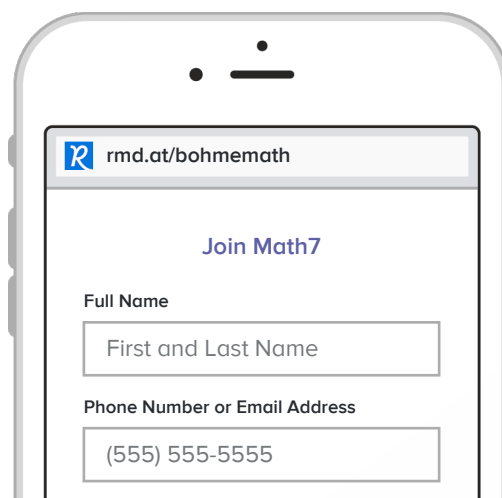 rmd.at/bohmemath
Join Math7
Full Name
First and Last Name
Phone Number or Email Address
(555) 555-5555